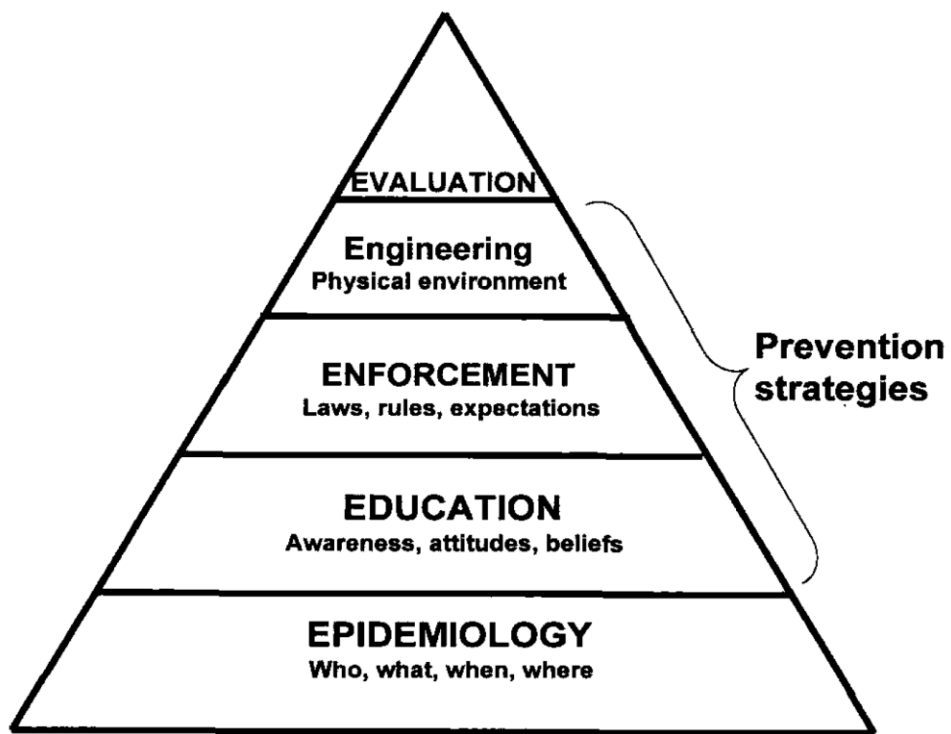 EVALUATION
Engineering
Physical environment
ENFORCEMENT
Laws, rules, expectations
EDUCATION
Awareness, attitudes, beliefs
EPIDEMIOLOGY
Who, what, when, where
Prevention
strategies